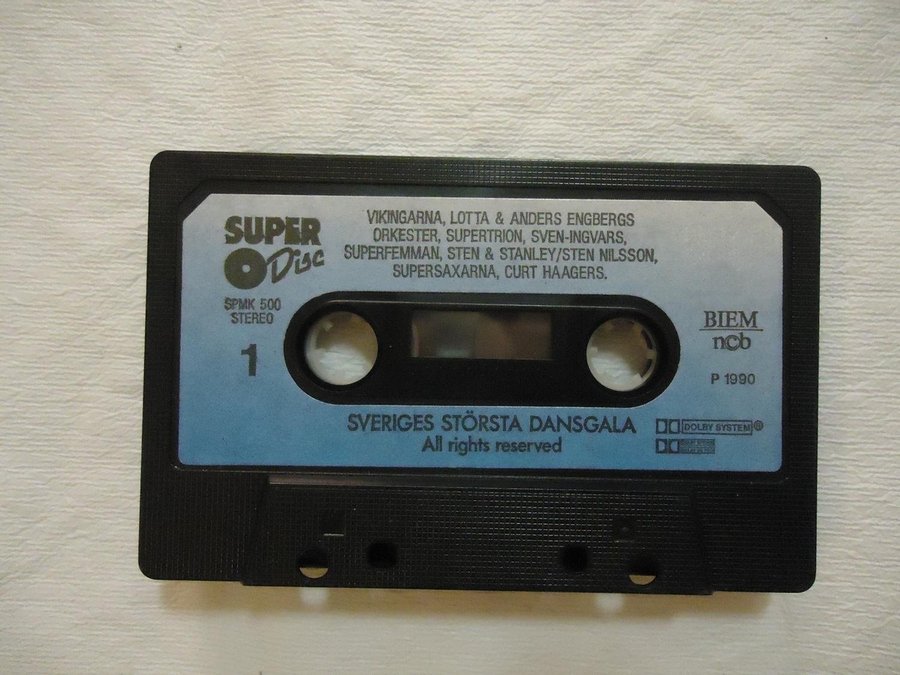 SUPER
Disc
SPMK 500
STEREO
1
VIKINGARNA, LOTTA & ANDERS ENGBERGS
ORKESTER, SUPERTRION, SVEN-INGVARS,
SUPERFEMMAN, STEN & STANLEY/STEN NILSSON,
SUPERSAXARNA, CURT HAAGERS.
BIEM
ncb
P 1990
SVERIGES STÖRSTA DANSGALA
All rights reserved
DOLBY SYSTEM®